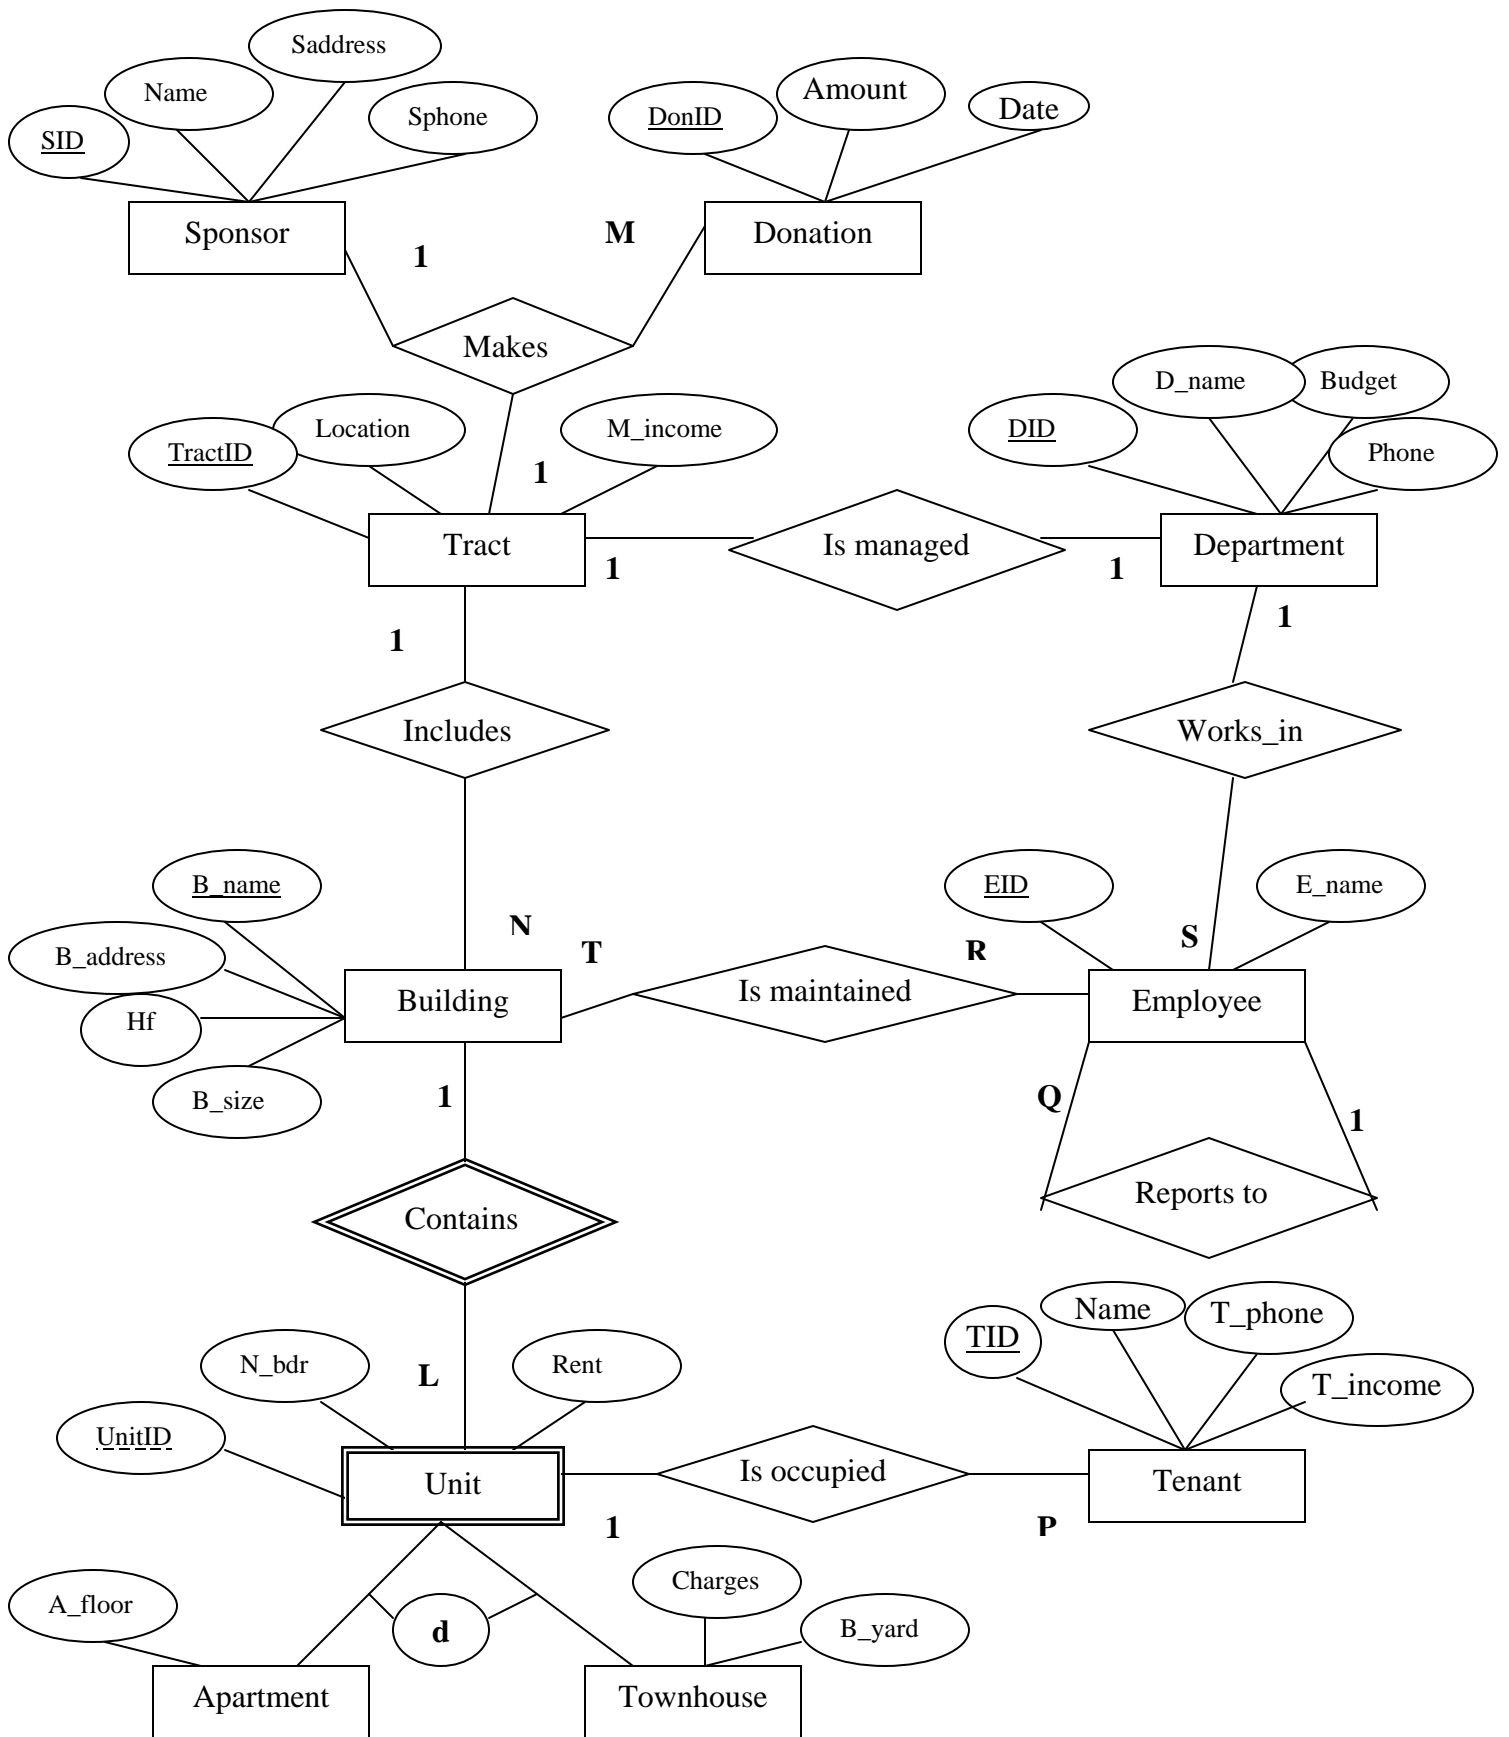 Saddress
Name
Sphone
SID
DonID
Amount
Date
Sponsor
1
M
Donation
Makes
TractID
Location
M_income
DID
D_name
Budget
Phone
1
Tract
1
Is managed
1
Department
1
1
Includes
Works_in
B_name
EID
E_name
B_address
N
T
R
S
Hf
Building
Is maintained
Employee
B_size
1
Q
1
Contains
Reports to
N_bdr
L
Rent
TID
Name
T_phone
T_income
UnitID
Unit
Is occupied
Tenant
1
P
A_floor
d
Charges
B_yard
Apartment
Townhouse